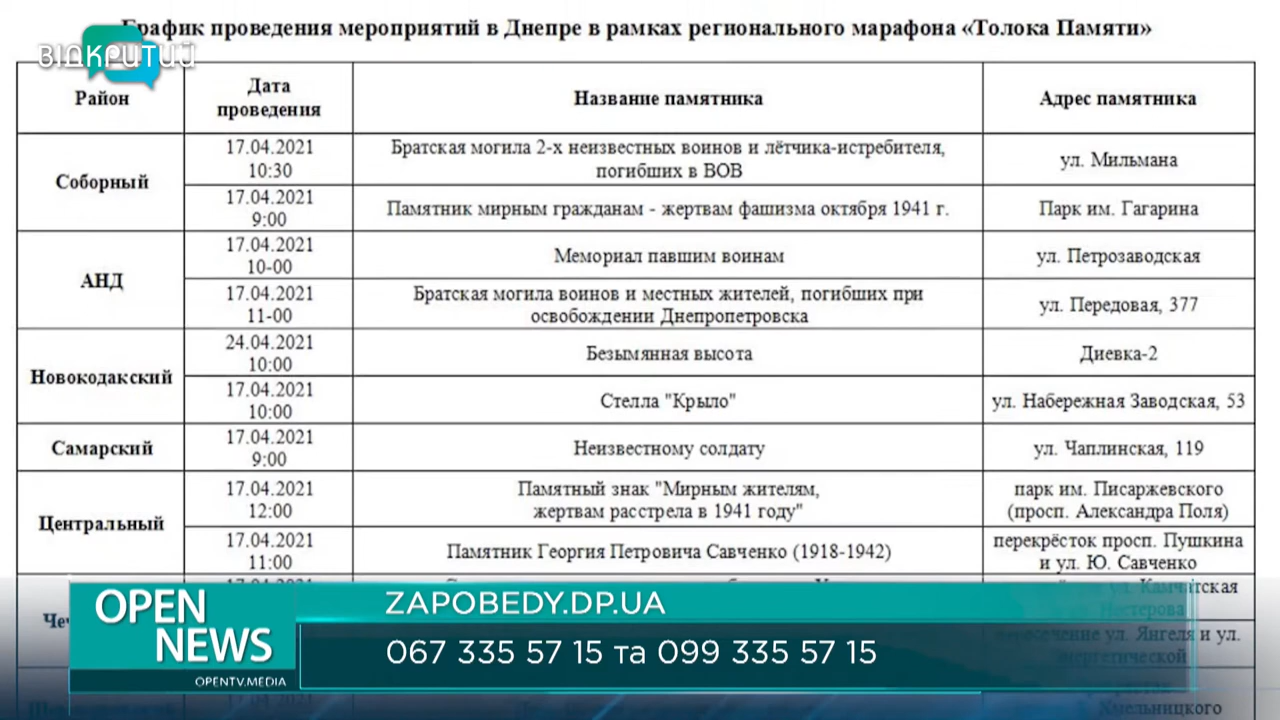 График проведения мероприятий в Днепре в рамках регионального марафона «Толока Памяти»
ВІДКРИТИЙ
Район
Дата
проведения
Название памятника
Адрес памятника
Соборный
17.04.2021
10:30
Братская могила 2-х неизвестных воинов и лётчика-истребителя,
погибших в ВОВ
ул. Мильмана
17.04.2021
9:00
Памятник мирным гражданам - жертвам фашизма октября 1941 г.
Парк им. Гагарина
АНД
17.04.2021
10-00
Мемориал павшим воинам
ул. Петрозаводская
17.04.2021
11-00
Братская могила воинов и местных жителей, погибших при
освобождении Днепропетровска
ул. Передовая, 377
Новокодакский
24.04.2021
10:00
Безымянная высота
Диевка-2
17.04.2021
10:00
Стелла "Крыло"
ул. Набережная Заводская, 53
Самарский
17.04.2021
9:00
Неизвестному солдату
ул. Чаплинская, 119
Центральный
17.04.2021
12:00
Памятный знак "Мирным жителям,
жертвам расстрела в 1941 году"
парк им. Писаржевского
(просп. Александра Поля)
17.04.2021
11:00
Памятник Георгия Петровича Савченко (1918-1942)
перекрёсток просп. Пушкина
и ул. Ю. Савченко
ул. Камчатская
Нестерова
ул. Янгеля и ул.
OPEN
NEWS
OPENTV.MEDIA
ZAPOBEDY.DP.UA
067 335 57 15 та 099 335 57 15